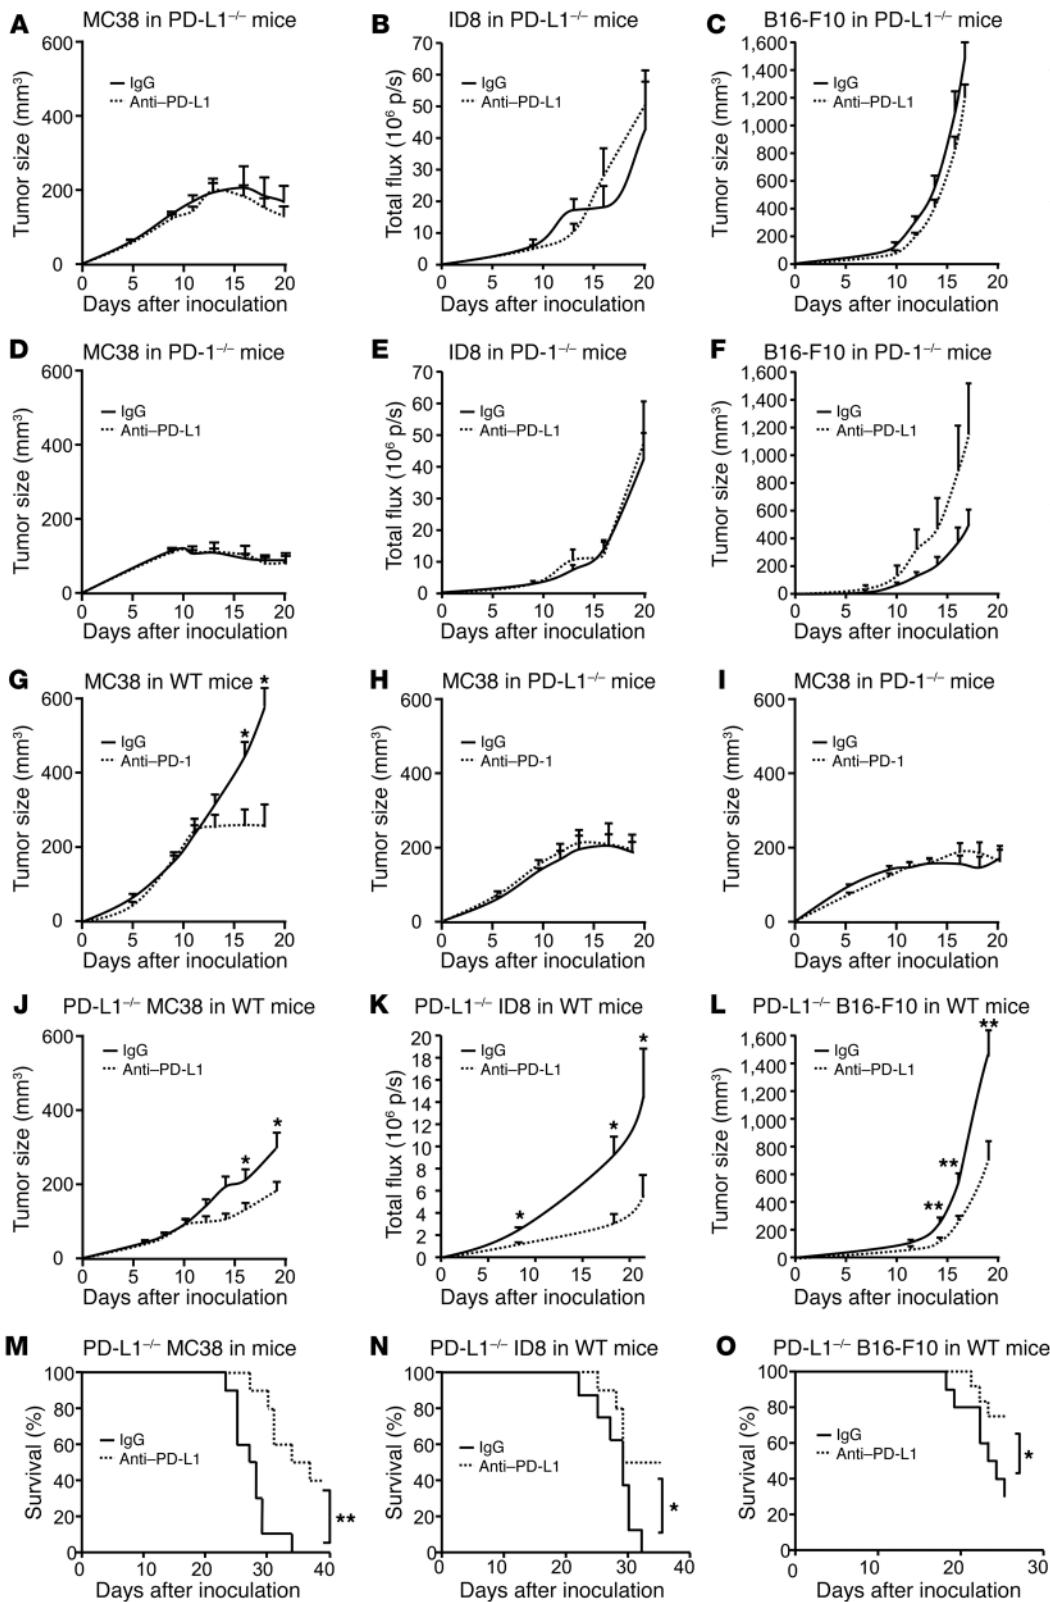 A MC38 in PD-L1⁻/⁻ mice
Tumor size (mm³)
600
400
200
0
IgG
Anti–PD-L1
0 5 10 15 20
Days after inoculation
B ID8 in PD-L1⁻/⁻ mice
Total flux (10⁶ p/s)
70
60
50
40
30
20
10
0
IgG
Anti–PD-L1
0 5 10 15 20
Days after inoculation
C B16-F10 in PD-L1⁻/⁻ mice
Tumor size (mm³)
1,600
1,400
1,200
1,000
800
600
400
200
0
IgG
Anti–PD-L1
0 5 10 15 20
Days after inoculation
D MC38 in PD-1⁻/⁻ mice
Tumor size (mm³)
600
400
200
0
IgG
Anti–PD-L1
0 5 10 15 20
Days after inoculation
E ID8 in PD-1⁻/⁻ mice
Total flux (10⁶ p/s)
70
60
50
40
30
20
10
0
IgG
Anti–PD-L1
0 5 10 15 20
Days after inoculation
F B16-F10 in PD-1⁻/⁻ mice
Tumor size (mm³)
1,600
1,400
1,200
1,000
800
600
400
200
0
IgG
Anti–PD-L1
0 5 10 15 20
Days after inoculation
G MC38 in WT mice
Tumor size (mm³)
600
400
200
0
IgG
Anti–PD-1
*
*
0 5 10 15 20
Days after inoculation
H MC38 in PD-L1⁻/⁻ mice
Tumor size (mm³)
600
400
200
0
IgG
Anti–PD-1
0 5 10 15 20
Days after inoculation
I MC38 in PD-1⁻/⁻ mice
Tumor size (mm³)
600
400
200
0
IgG
Anti–PD-1
0 5 10 15 20
Days after inoculation
J PD-L1⁻/⁻ MC38 in WT mice
Tumor size (mm³)
600
400
200
0
IgG
Anti–PD-L1
*
*
0 5 10 15 20
Days after inoculation
K PD-L1⁻/⁻ ID8 in WT mice
Total flux (10⁶ p/s)
20
18
16
14
12
10
8
6
4
2
0
IgG
Anti–PD-L1
*
*
*
0 5 10 15 20
Days after inoculation
L PD-L1⁻/⁻ B16-F10 in WT mice
Tumor size (mm³)
1,600
1,400
1,200
1,000
800
600
400
200
0
IgG
Anti–PD-L1
**
**
**
0 5 10 15 20
Days after inoculation
M PD-L1⁻/⁻ MC38 in mice
Survival (%)
100
80
60
40
20
0
IgG
Anti–PD-L1
**
0 10 20 30 40
Days after inoculation
N PD-L1⁻/⁻ ID8 in WT mice
Survival (%)
100
80
60
40
20
0
IgG
Anti–PD-L1
*
0 10 20 30 40
Days after inoculation
O PD-L1⁻/⁻ B16-F10 in WT mice
Survival (%)
100
80
60
40
20
0
IgG
Anti–PD-L1
*
0 10 20 30
Days after inoculation